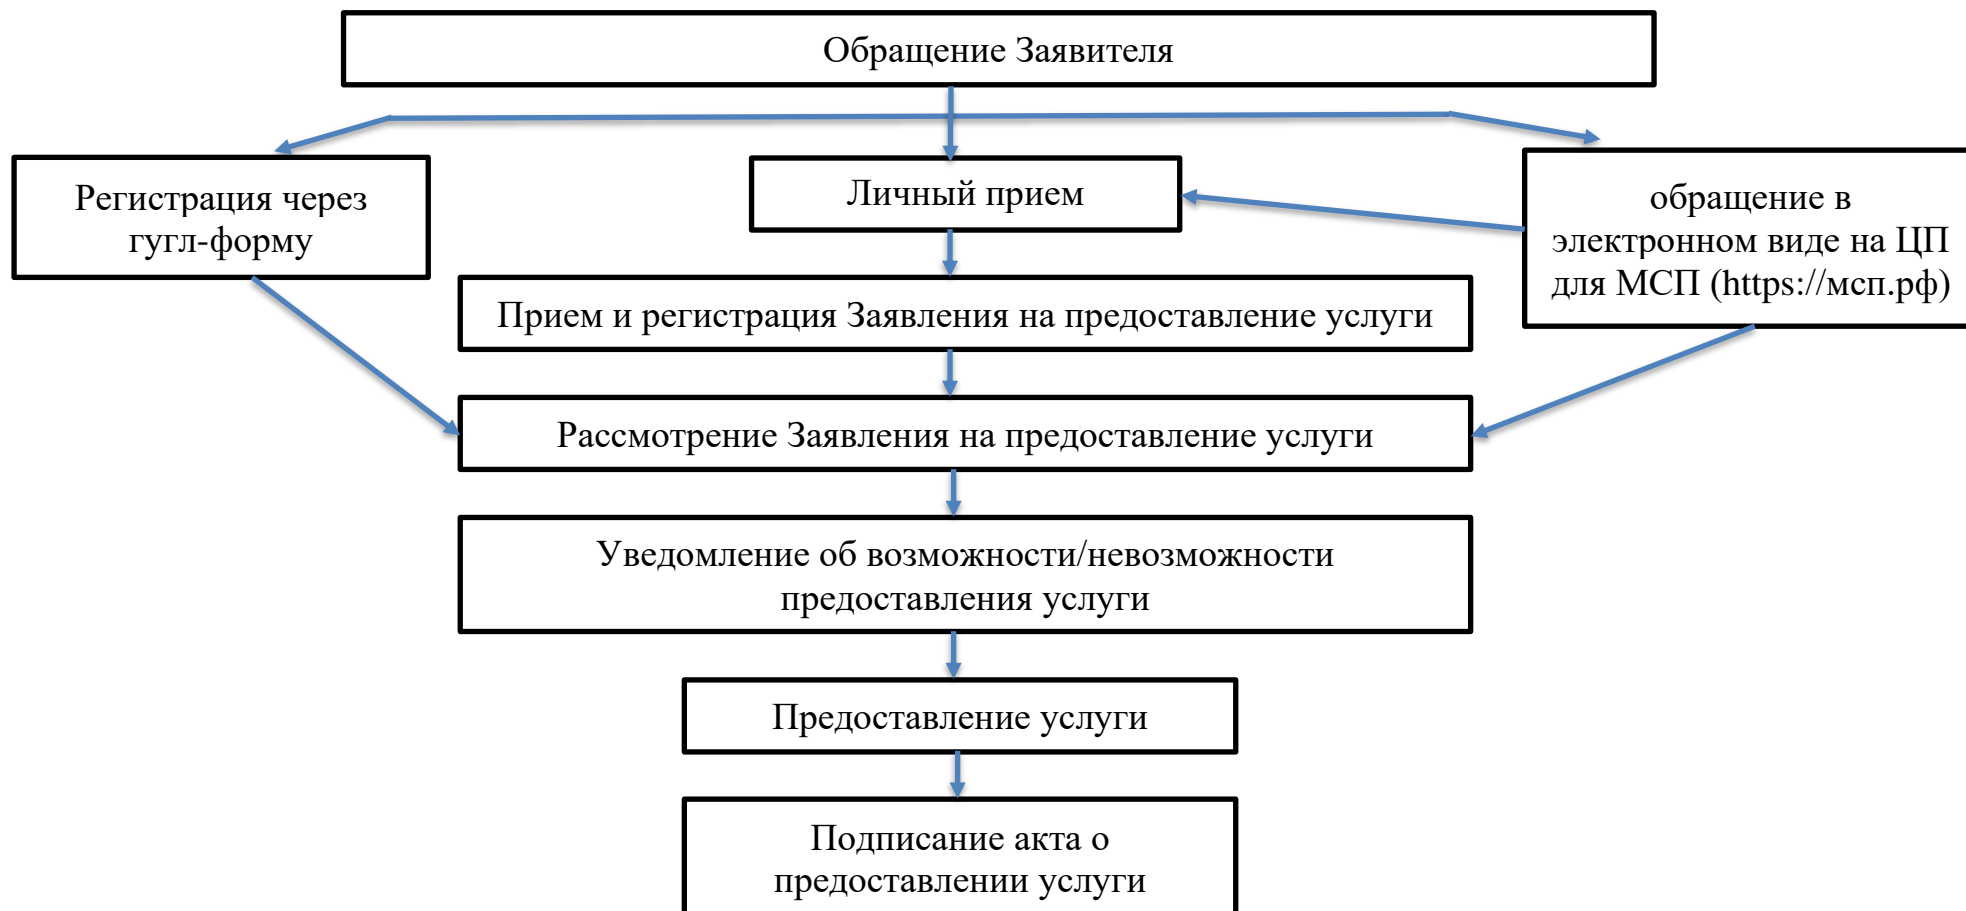 Обращение Заявителя
Регистрация через
гугл-форму
Личный прием
обращение в
электронном виде на ЦП
для МСП (https://мсп.рф)
Прием и регистрация Заявления на предоставление услуги
Рассмотрение Заявления на предоставление услуги
Уведомление об возможности/невозможности
предоставления услуги
Предоставление услуги
Подписание акта о
предоставлении услуги